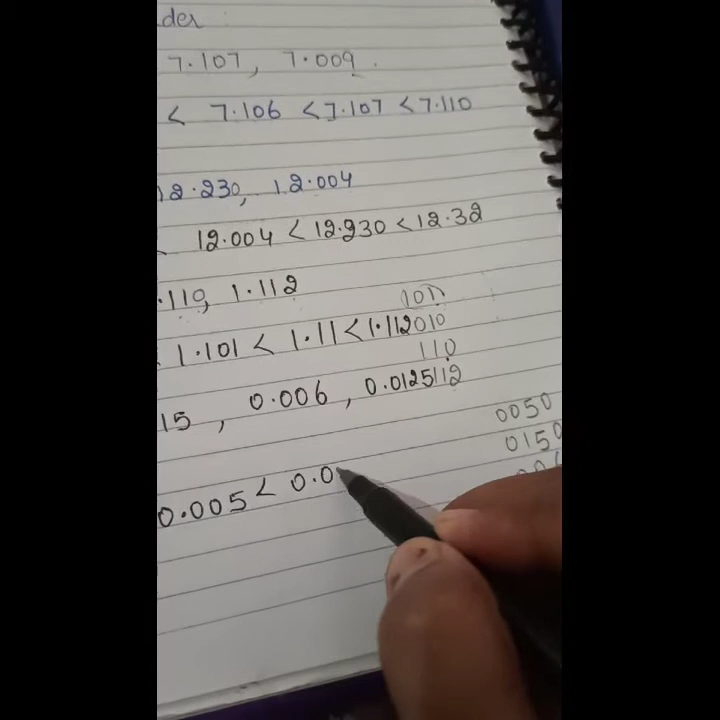 der
7.107, 7.009.
< 7.106 < 7.107 < 7.110
12.230, 12.004
12.004 < 12.230 < 12.32
.110, 1.112
1011
1.101 < 1.11 < 1.112 010
110
15, 0.006, 0.0125 112
0050
0150
0.005 < 0.0